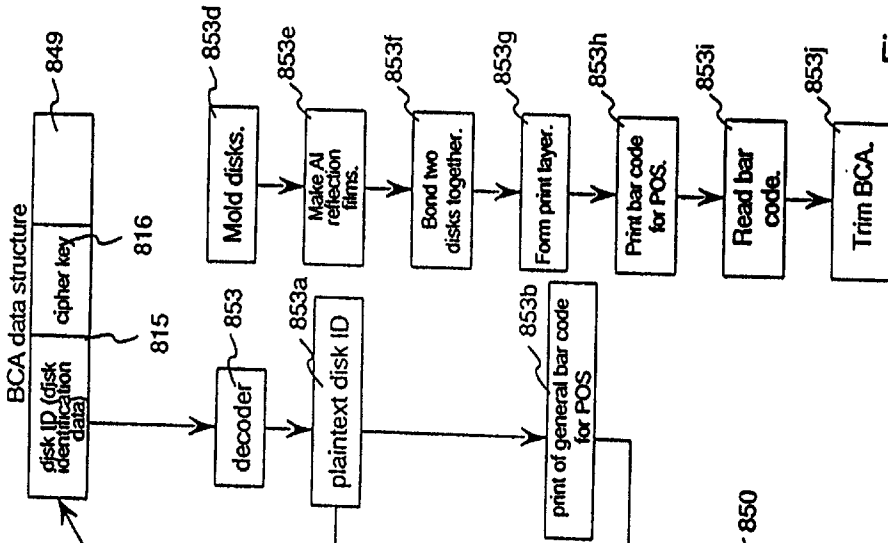 BCA data structure
disk ID (disk
identification
data)
cipher key
849
816
815
decoder
853
plaintext disk ID
853a
print of general bar code
for POS
853b
Mold disks.
853d
Make Al
reflection
films.
853e
Bond two
disks together.
853f
Form print layer.
853g
Print bar code
for POS.
853h
Read bar
code.
853i
Trim BCA.
853j
850